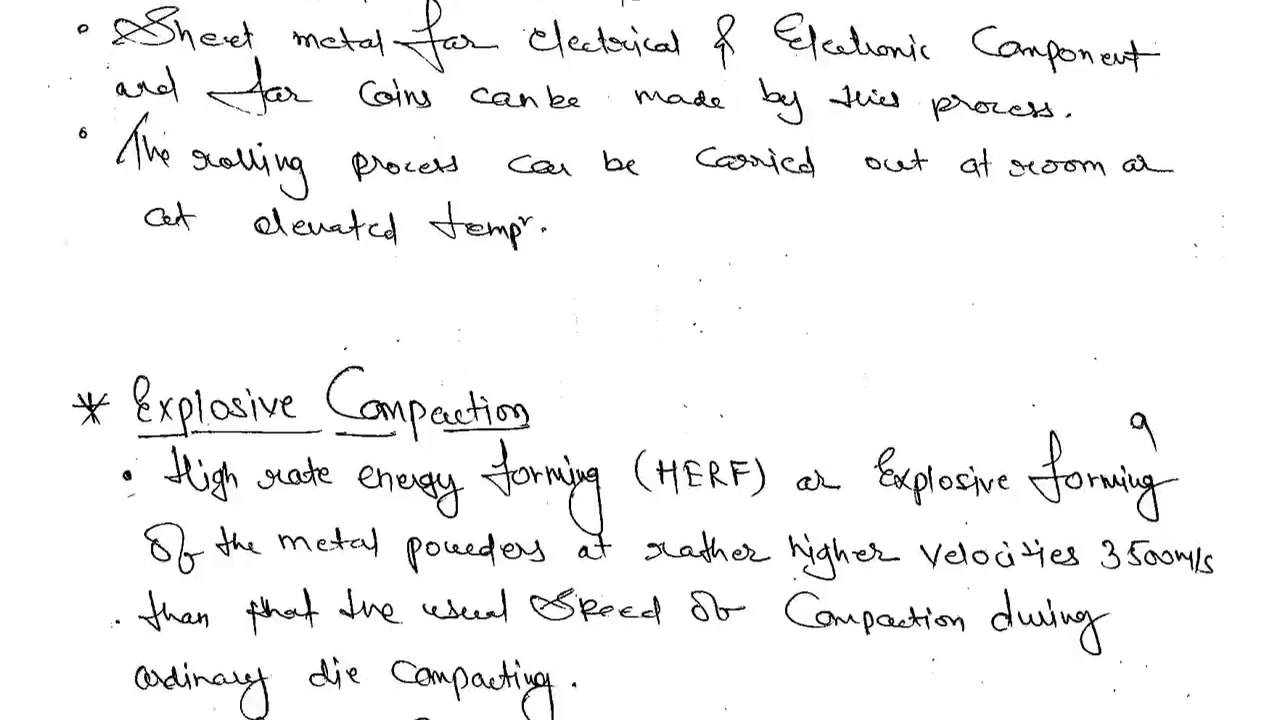 • Sheet metal for electrical & Electronic Component
and for coins can be made by this process.
• The rolling process can be carried out at room or
at elevated tempr.
* Explosive Compaction
9
• High rate energy forming (HERF) or Explosive forming
of the metal powders at rather higher velocities 3500m/s
than that the usual speed of Compaction during
ordinary die compacting.